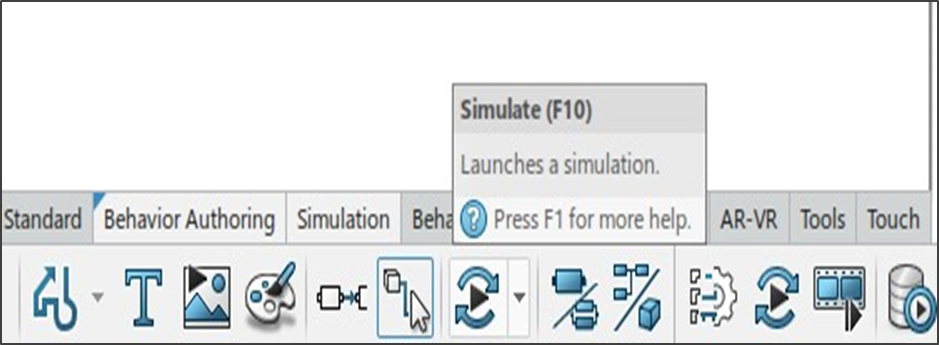 Simulate (F10)
Launches a simulation.
Press F1 for more help.
Standard Behavior Authoring Simulation Beha AR-VR Tools Touch